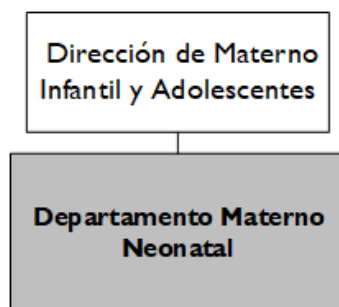 Dirección de Materno
Infantil y Adolescentes
Departamento Materno
Neonatal